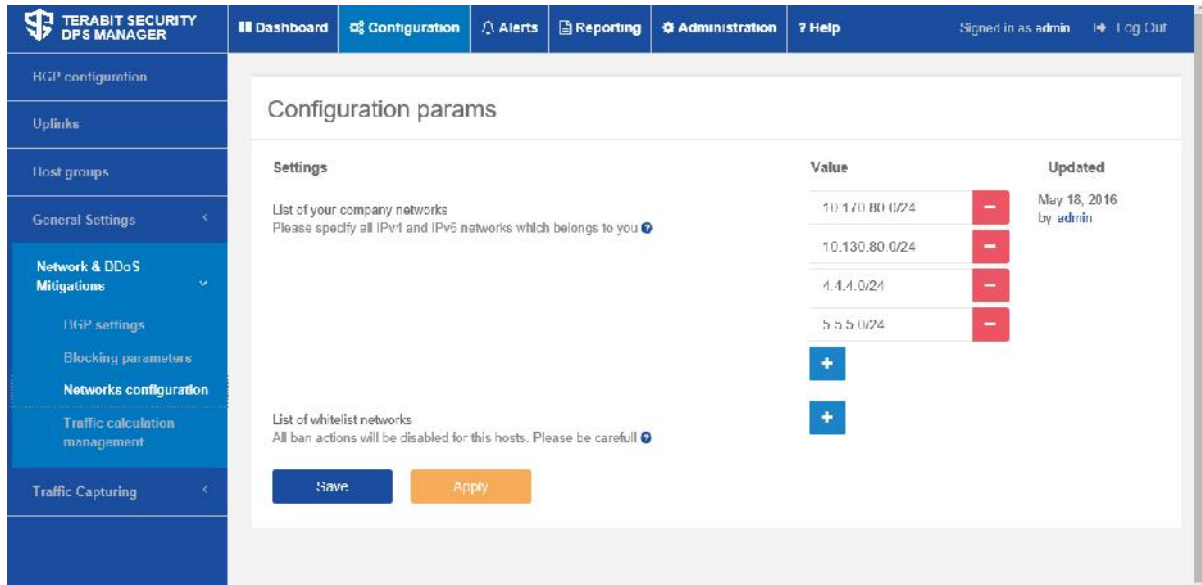 TERABIT SECURITY
DPS MANAGER
Dashboard
Configuration
Alerts
Reporting
Administration
? Help
Signed in as admin
Log Out
BGP configuration
Uplinks
Host groups
General Settings
Network & DDoS
Mitigations
BGP settings
Blocking parameters
Networks configuration
Traffic calculation
management
Traffic Capturing
Configuration params
Settings
Value
Updated
List of your company networks
Please specify all IPv4 and IPv6 networks which belongs to you
10.170.80.0/24
10.130.80.0/24
4.4.4.0/24
5.5.5.0/24
May 18, 2016
by admin
List of whitelist networks
All ban actions will be disabled for this hosts. Please be carefull
Save
Apply